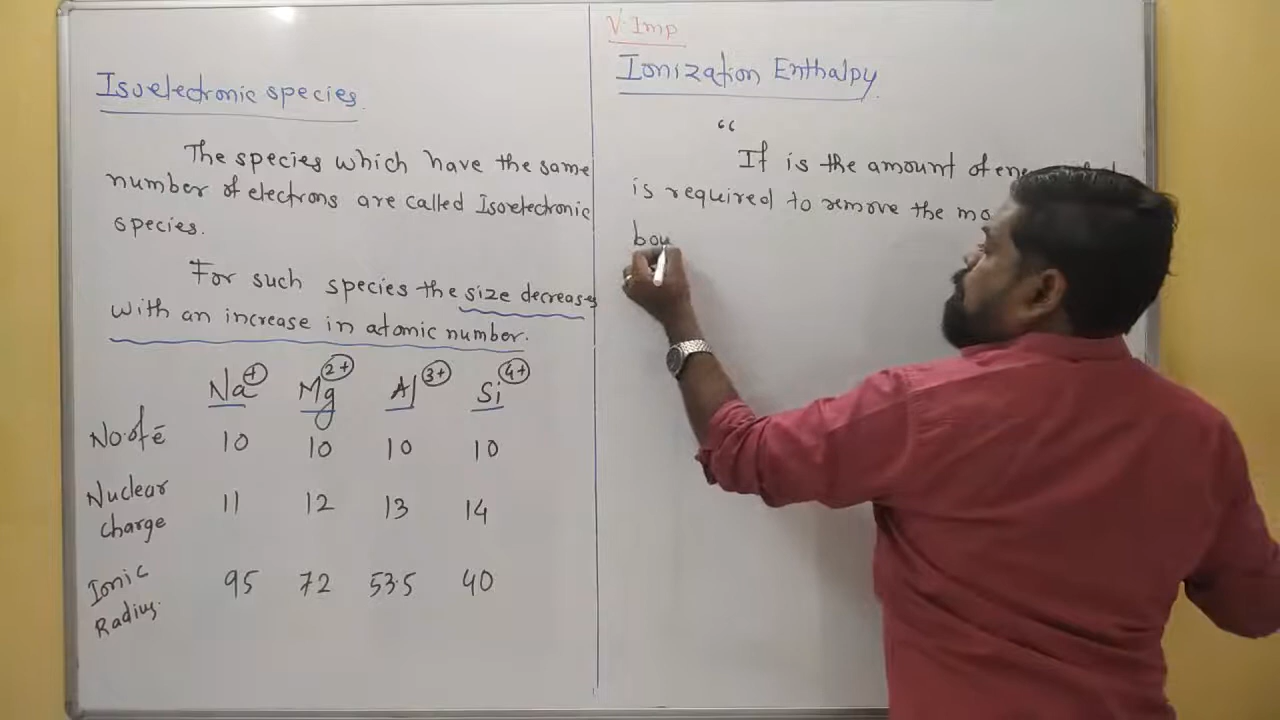 Isoelectronic species.
The species which have the same
number of electrons are called Isoelectronic
species.
For such species the size decreases
with an increase in atomic number.
Na+ Mg2+ Al3+ Si4+
No.of ē 10 10 10 10
Nuclear
charge 11 12 13 14
Ionic
Radius. 95 72 53.5 40
V. Imp
Ionization Enthalpy.
“
It is the amount of
is required to remove the